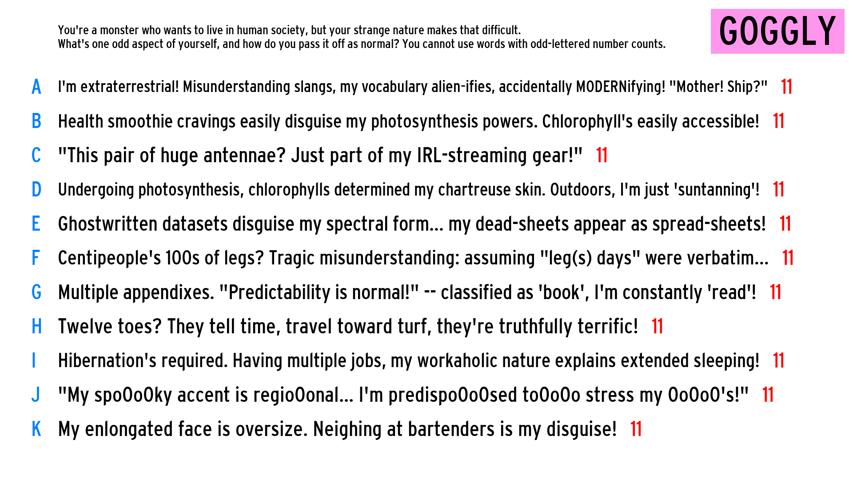 You're a monster who wants to live in human society, but your strange nature makes that difficult.
What's one odd aspect of yourself, and how do you pass it off as normal? You cannot use words with odd-lettered number counts.
GOGGLY
A I'm extraterrestrial! Misunderstanding slangs, my vocabulary alien-ifies, accidentally MODERNifying! "Mother! Ship?" 11
B Health smoothie cravings easily disguise my photosynthesis powers. Chlorophyll's easily accessible! 11
C "This pair of huge antennae? Just part of my IRL-streaming gear!" 11
D Undergoing photosynthesis, chlorophylls determined my chartreuse skin. Outdoors, I'm just 'suntanning'! 11
E Ghostwritten datasets disguise my spectral form... my dead-sheets appear as spread-sheets! 11
F Centipeople's 100s of legs? Tragic misunderstanding: assuming "leg(s) days" were verbatim... 11
G Multiple appendixes. "Predictability is normal!" -- classified as 'book', I'm constantly 'read'! 11
H Twelve toes? They tell time, travel toward turf, they're truthfully terrific! 11
I Hibernation's required. Having multiple jobs, my workaholic nature explains extended sleeping! 11
J "My spoOoOky accent is regioOonal... I'm predispoOoOsed toOoOo stress my OoOoO's!" 11
K My enlongated face is oversize. Neighing at bartenders is my disguise! 11